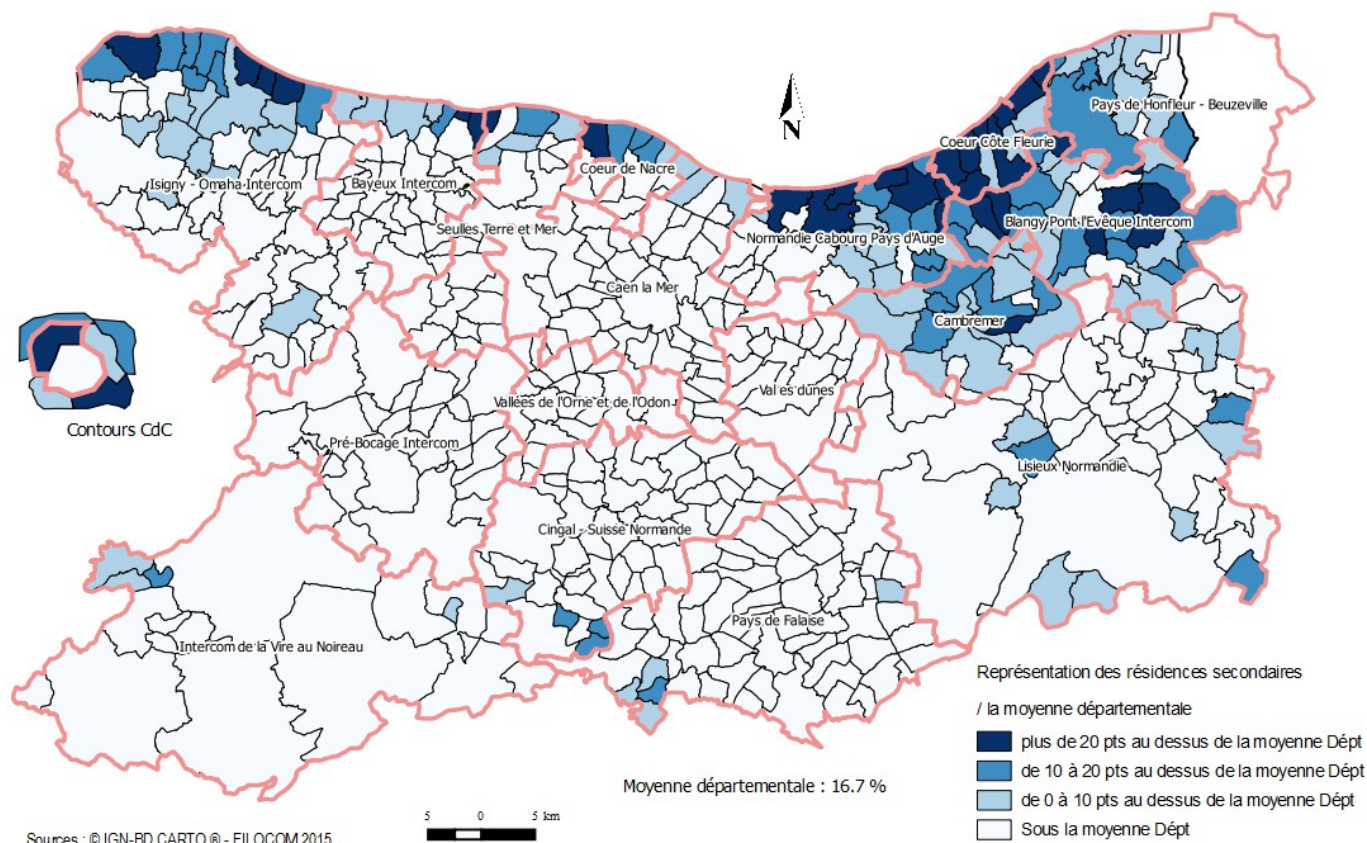 N
Pays de Honfleur - Beuzeville
Coeur Côte Fleurie
Coeur de Nacre
Isigny - Omaha Intercom
Bayeux Intercom
Blangy Pont l'Evêque Intercom
Seulles Terre et Mer
Normandie Cabourg Pays d'Auge
Caen la Mer
Cambremer
Contours CdC
Val es dunes
Vallées de l'Orne et de l'Odon
Pré-Bocage Intercom
Lisieux Normandie
Cingal - Suisse Normande
Pays de Falaise
Intercom de la Vire au Noireau
Représentation des résidences secondaires
/ la moyenne départementale
plus de 20 pts au dessus de la moyenne Dépt
de 10 à 20 pts au dessus de la moyenne Dépt
de 0 à 10 pts au dessus de la moyenne Dépt
Sous la moyenne Dépt
Moyenne départementale : 16.7 %
5 0 5 km
Sources : © IGN-BD CARTO ® - FILOCOM 2015